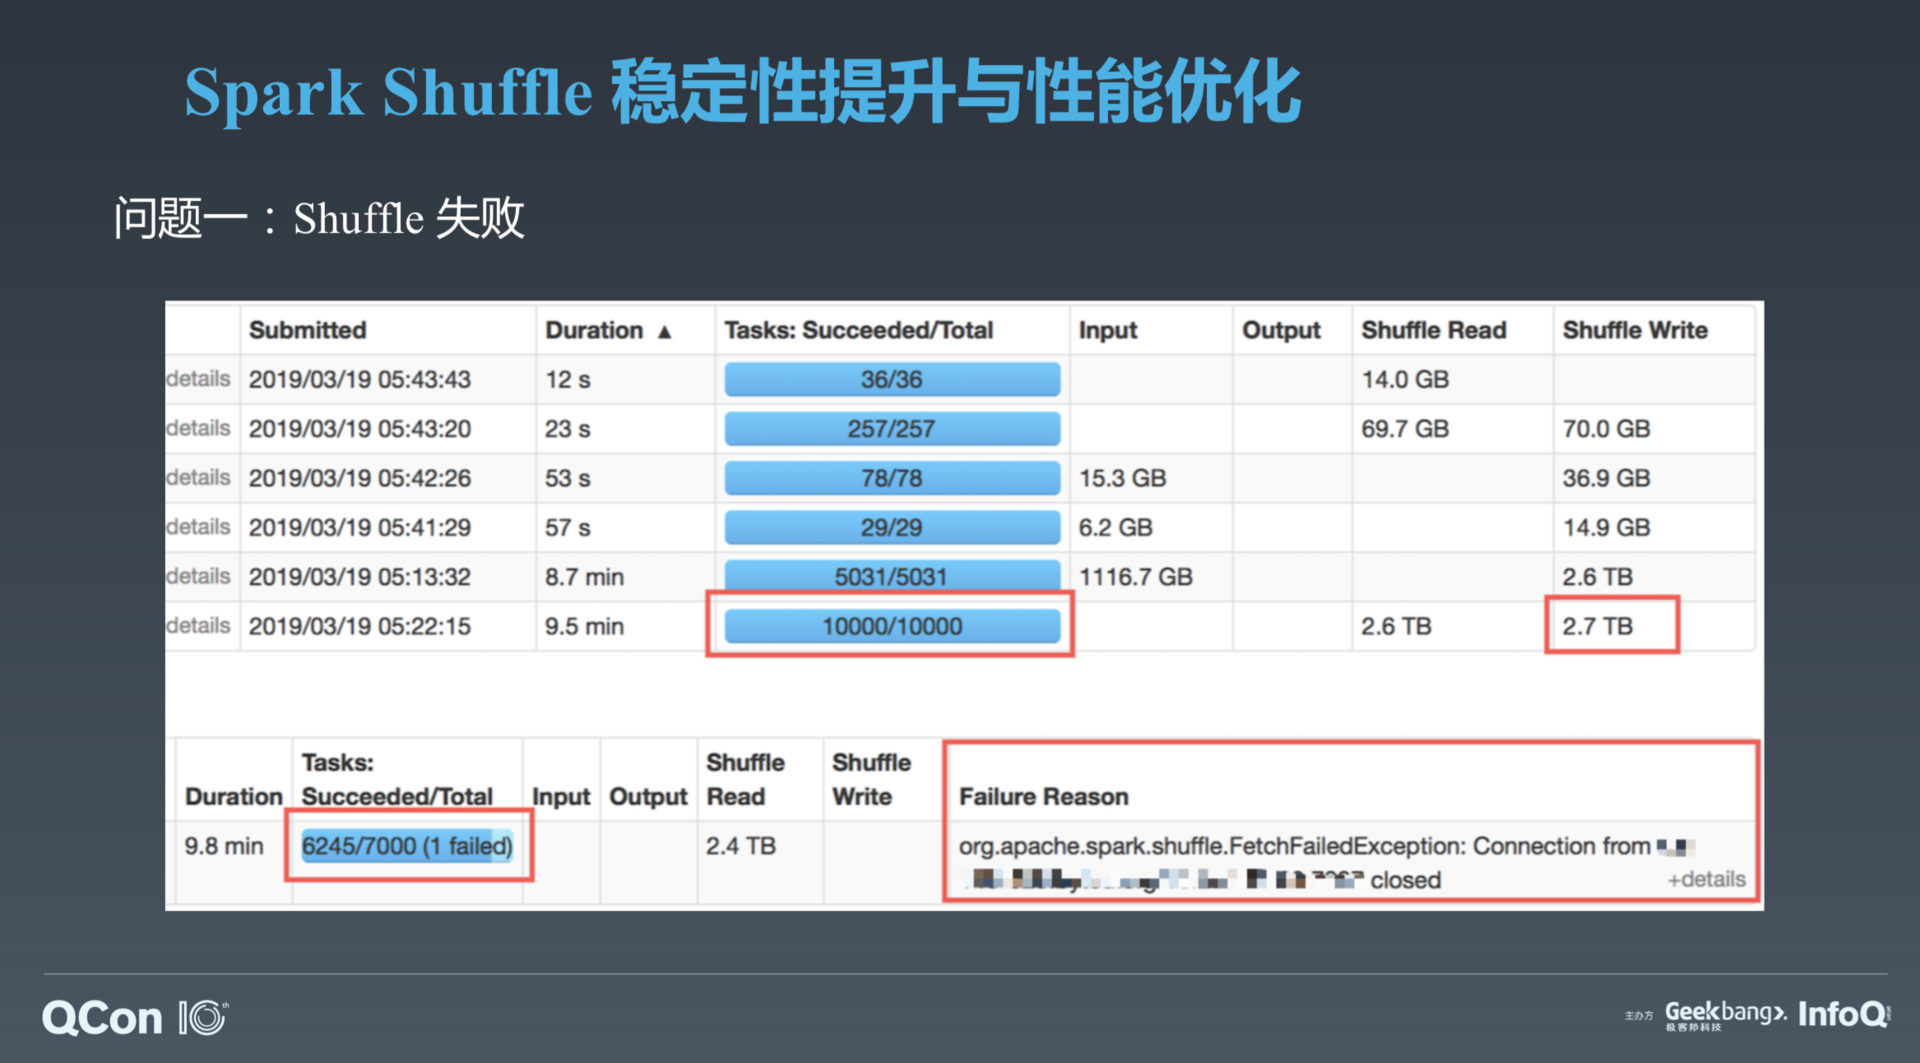 Spark Shuffle 稳定性提升与性能优化
问题一：Shuffle 失败
Submitted Duration ▲ Tasks: Succeeded/Total Input Output Shuffle Read Shuffle Write
details 2019/03/19 05:43:43 12 s 36/36 14.0 GB
details 2019/03/19 05:43:20 23 s 257/257 69.7 GB 70.0 GB
details 2019/03/19 05:42:26 53 s 78/78 15.3 GB 36.9 GB
details 2019/03/19 05:41:29 57 s 29/29 6.2 GB 14.9 GB
details 2019/03/19 05:13:32 8.7 min 5031/5031 1116.7 GB 2.6 TB
details 2019/03/19 05:22:15 9.5 min 10000/10000 2.6 TB 2.7 TB
Tasks: Shuffle Shuffle
Duration Succeeded/Total Input Output Read Write Failure Reason
9.8 min 6245/7000 (1 failed) 2.4 TB org.apache.spark.shuffle.FetchFailedException: Connection from
closed +details
QCon 10th
主办方 Geekbang>. InfoQ
极客邦科技